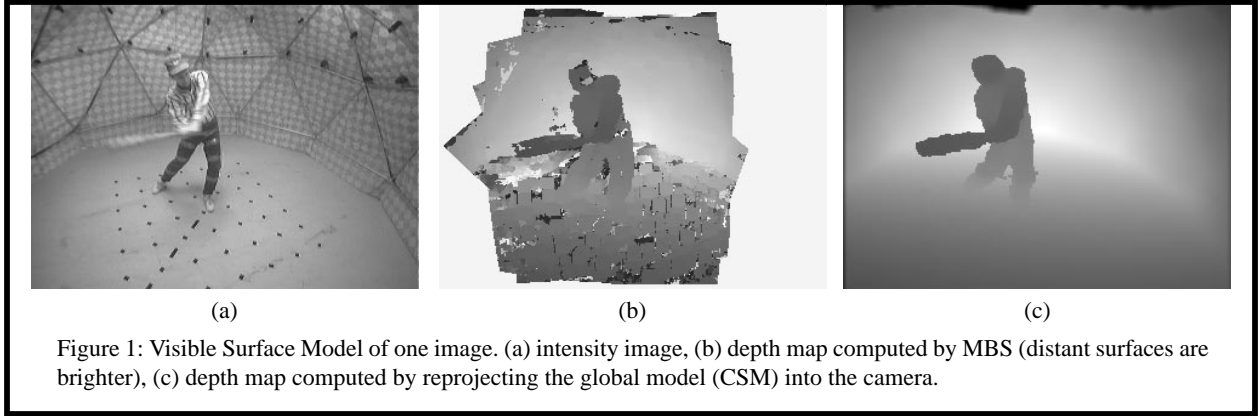 (a)
(b)
(c)
Figure 1: Visible Surface Model of one image. (a) intensity image, (b) depth map computed by MBS (distant surfaces are
brighter), (c) depth map computed by reprojecting the global model (CSM) into the camera.